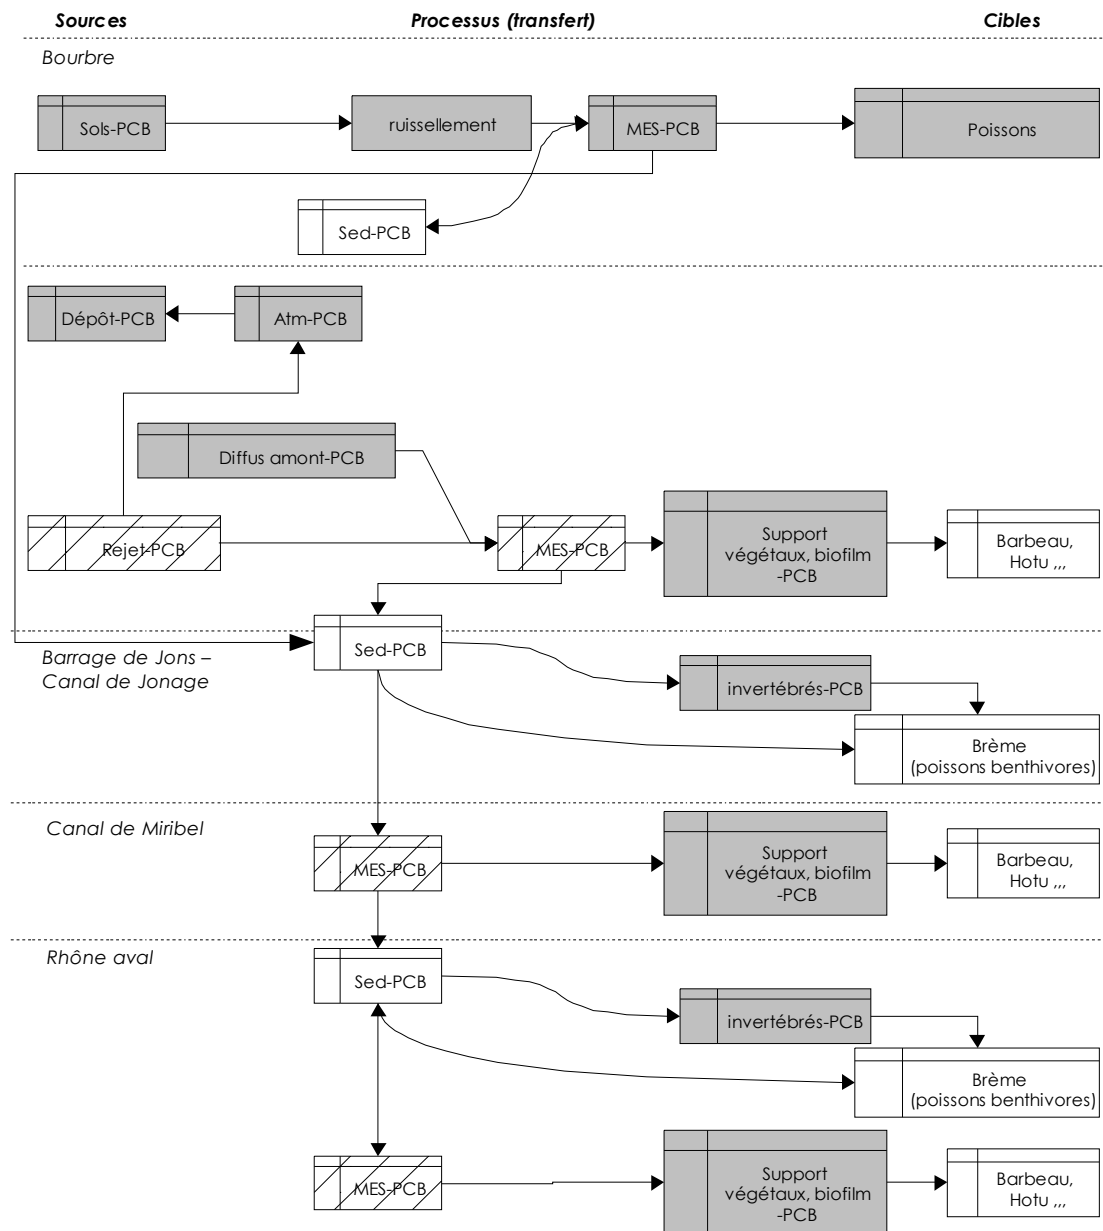 Sources
Processus (transfert)
Cibles
Bourbre
Sols-PCB
ruissellement
MES-PCB
Poissons
Sed-PCB
Dépôt-PCB
Atm-PCB
Diffus amont-PCB
Rejet-PCB
MES-PCB
Support
végétaux, biofilm
-PCB
Barbeau,
Hotu ,,,
Barrage de Jons –
Canal de Jonage
Sed-PCB
invertébrés-PCB
Brème
(poissons benthivores)
Canal de Miribel
MES-PCB
Support
végétaux, biofilm
-PCB
Barbeau,
Hotu ,,,
Rhône aval
Sed-PCB
invertébrés-PCB
Brème
(poissons benthivores)
MES-PCB
Support
végétaux, biofilm
-PCB
Barbeau,
Hotu ,,,